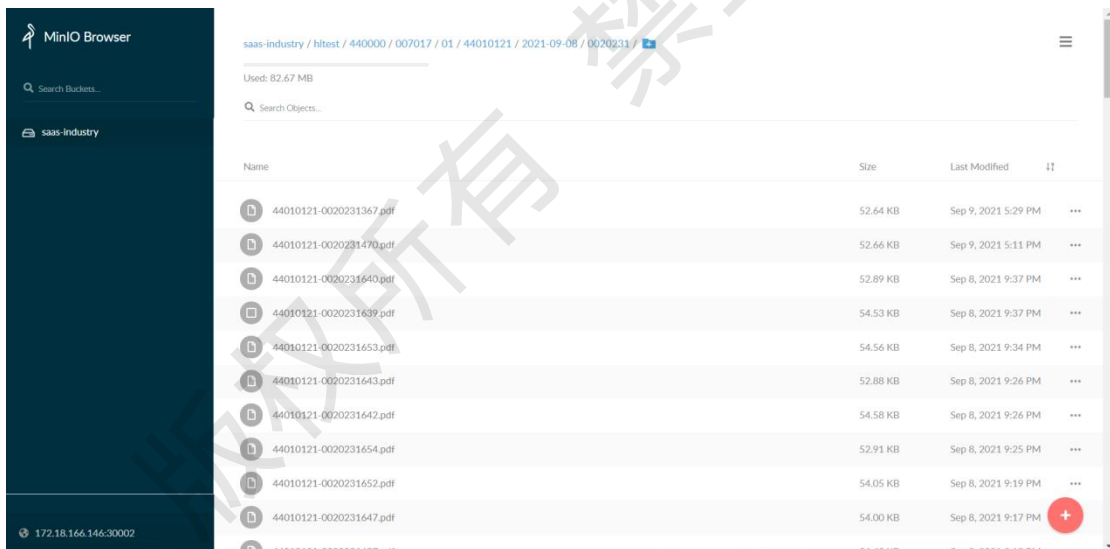 MinIO Browser
Search Buckets...
saas-industry
172.18.166.146:30002
saas-industry / hltest / 440000 / 007017 / 01 / 44010121 / 2021-09-08 / 0020231 /
Used: 82.67 MB
Search Objects...
Name Size Last Modified
44010121-0020231367.pdf 52.64 KB Sep 9, 2021 5:29 PM
44010121-0020231470.pdf 52.66 KB Sep 9, 2021 5:11 PM
44010121-0020231640.pdf 52.89 KB Sep 8, 2021 9:37 PM
44010121-0020231639.pdf 54.53 KB Sep 8, 2021 9:37 PM
44010121-0020231653.pdf 54.56 KB Sep 8, 2021 9:34 PM
44010121-0020231643.pdf 52.88 KB Sep 8, 2021 9:26 PM
44010121-0020231642.pdf 54.58 KB Sep 8, 2021 9:26 PM
44010121-0020231654.pdf 52.91 KB Sep 8, 2021 9:25 PM
44010121-0020231652.pdf 54.05 KB Sep 8, 2021 9:19 PM
44010121-0020231647.pdf 54.00 KB Sep 8, 2021 9:17 PM
版权所有 禁